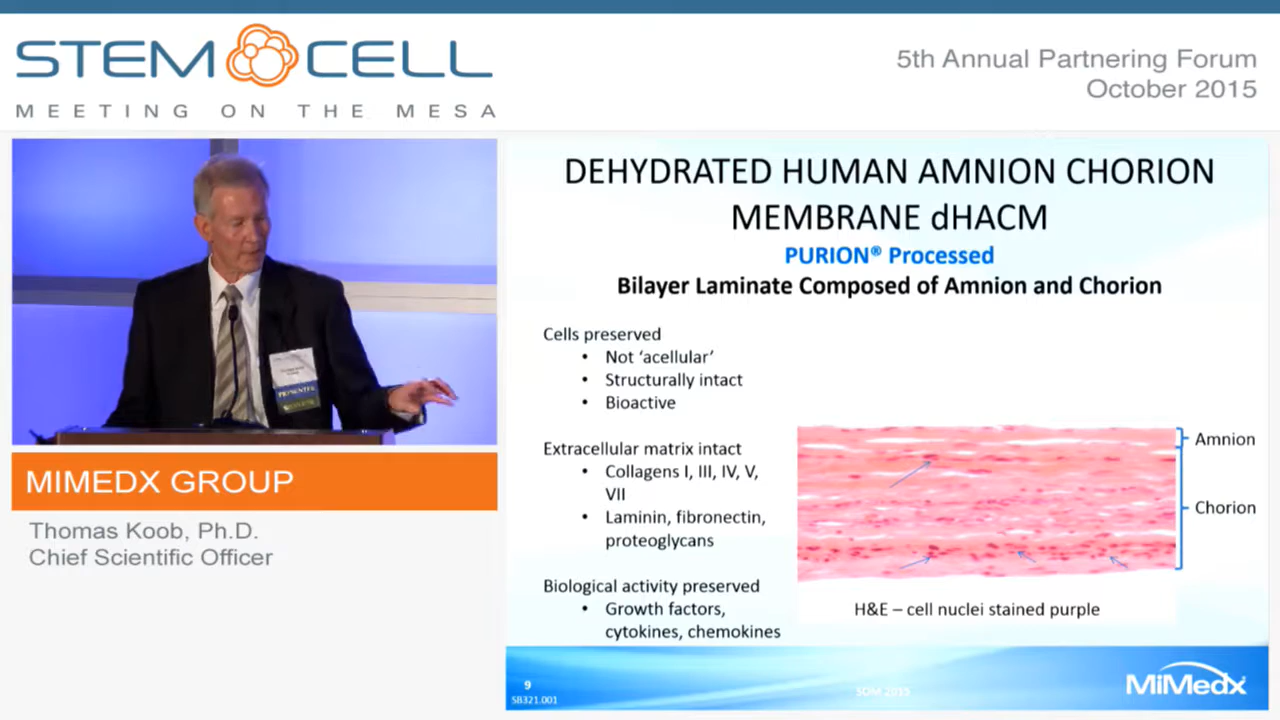 STEM CELL
MEETING ON THE MESA
5th Annual Partnering Forum
October 2015
PRESENTER
MIMEDX GROUP
Thomas Koob, Ph.D.
Chief Scientific Officer
DEHYDRATED HUMAN AMNION CHORION
MEMBRANE dHACM
PURION® Processed
Bilayer Laminate Composed of Amnion and Chorion
Cells preserved
• Not ‘acellular’
• Structurally intact
• Bioactive
Extracellular matrix intact
• Collagens I, III, IV, V,
VII
• Laminin, fibronectin,
proteoglycans
Biological activity preserved
• Growth factors,
cytokines, chemokines
Amnion
Chorion
H&E – cell nuclei stained purple
9
SB321.001
SDM 2015
MiMedx